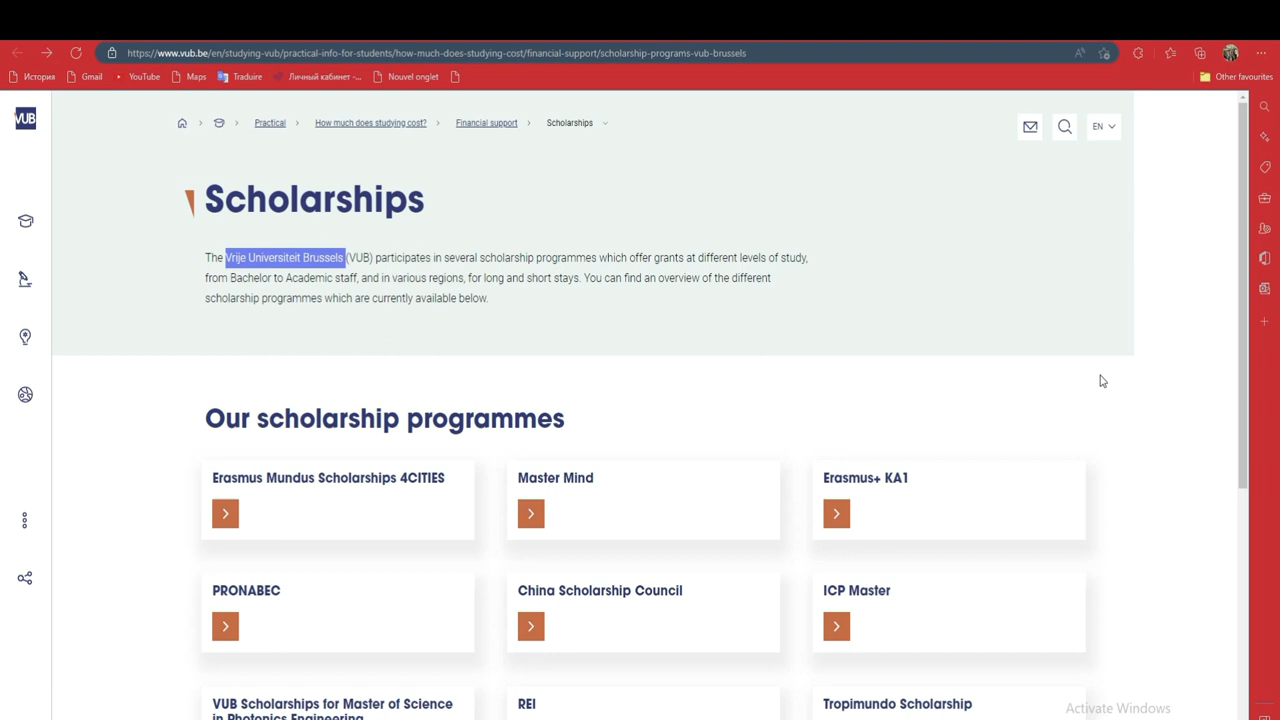 https://www.vub.be/en/studying-vub/practical-info-for-students/how-much-does-studying-cost/financial-support/scholarship-programs-vub-brussels
История Gmail YouTube Maps Traduire Личный кабинет -... Nouvel onglet Other favourites
VUB
Practical How much does studying cost? Financial support Scholarships
EN
Scholarships
The Vrije Universiteit Brussels (VUB) participates in several scholarship programmes which offer grants at different levels of study,
from Bachelor to Academic staff, and in various regions, for long and short stays. You can find an overview of the different
scholarship programmes which are currently available below.
Our scholarship programmes
Erasmus Mundus Scholarships 4CITIES
Master Mind
Erasmus+ KA1
PRONABEC
China Scholarship Council
ICP Master
VUB Scholarships for Master of Science
in Photonics Engineering
REI
Tropimundo Scholarship
Activate Windows